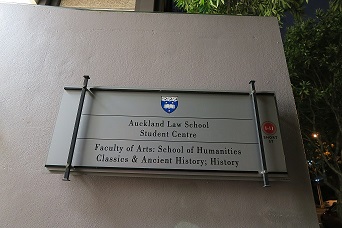 Auckland Law School
Student Centre
Faculty of Arts: School of Humanities
Classics & Ancient History; History